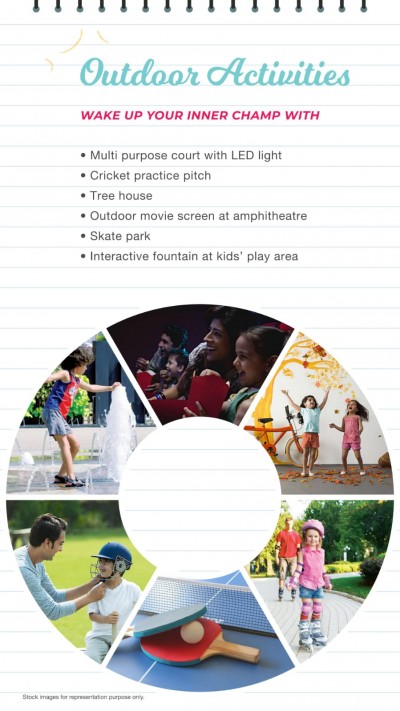 Outdoor Activities
WAKE UP YOUR INNER CHAMP WITH
• Multi purpose court with LED light
• Cricket practice pitch
• Tree house
• Outdoor movie screen at amphitheatre
• Skate park
• Interactive fountain at kids' play area
Stock images for representation purpose only.